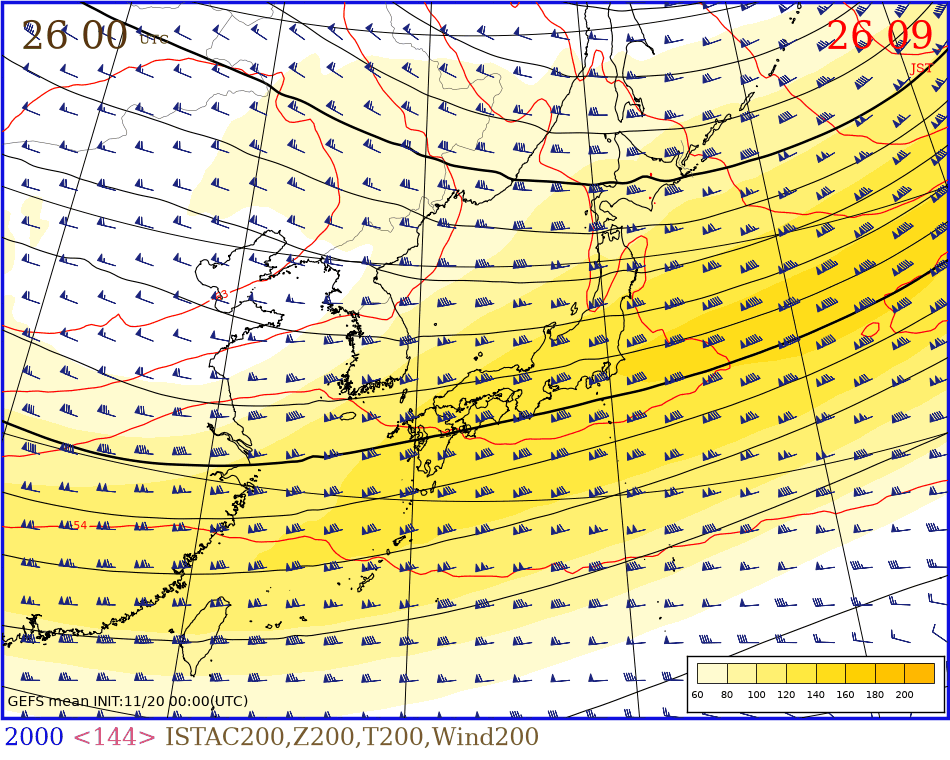 26 00 UTC
26 09
JST
-63
-54
GEFS mean INIT:11/20 00:00(UTC)
60 80 100 120 140 160 180 200
2000 <144> ISTAC200,Z200,T200,Wind200